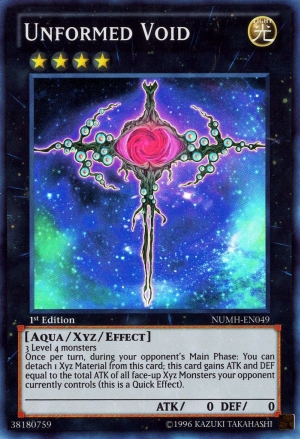 UNFORMED VOID
光
1st Edition
NUMH-EN049
[AQUA/XYZ/EFFECT]
3 Level 4 monsters
Once per turn, during your opponent's Main Phase: You can
detach 1 Xyz Material from this card; this card gains ATK and DEF
equal to the total ATK of all face-up Xyz Monsters your opponent
currently controls (this is a Quick Effect).
ATK/ 0 DEF/ 0
38180759
©1996 KAZUKI TAKAHASHI